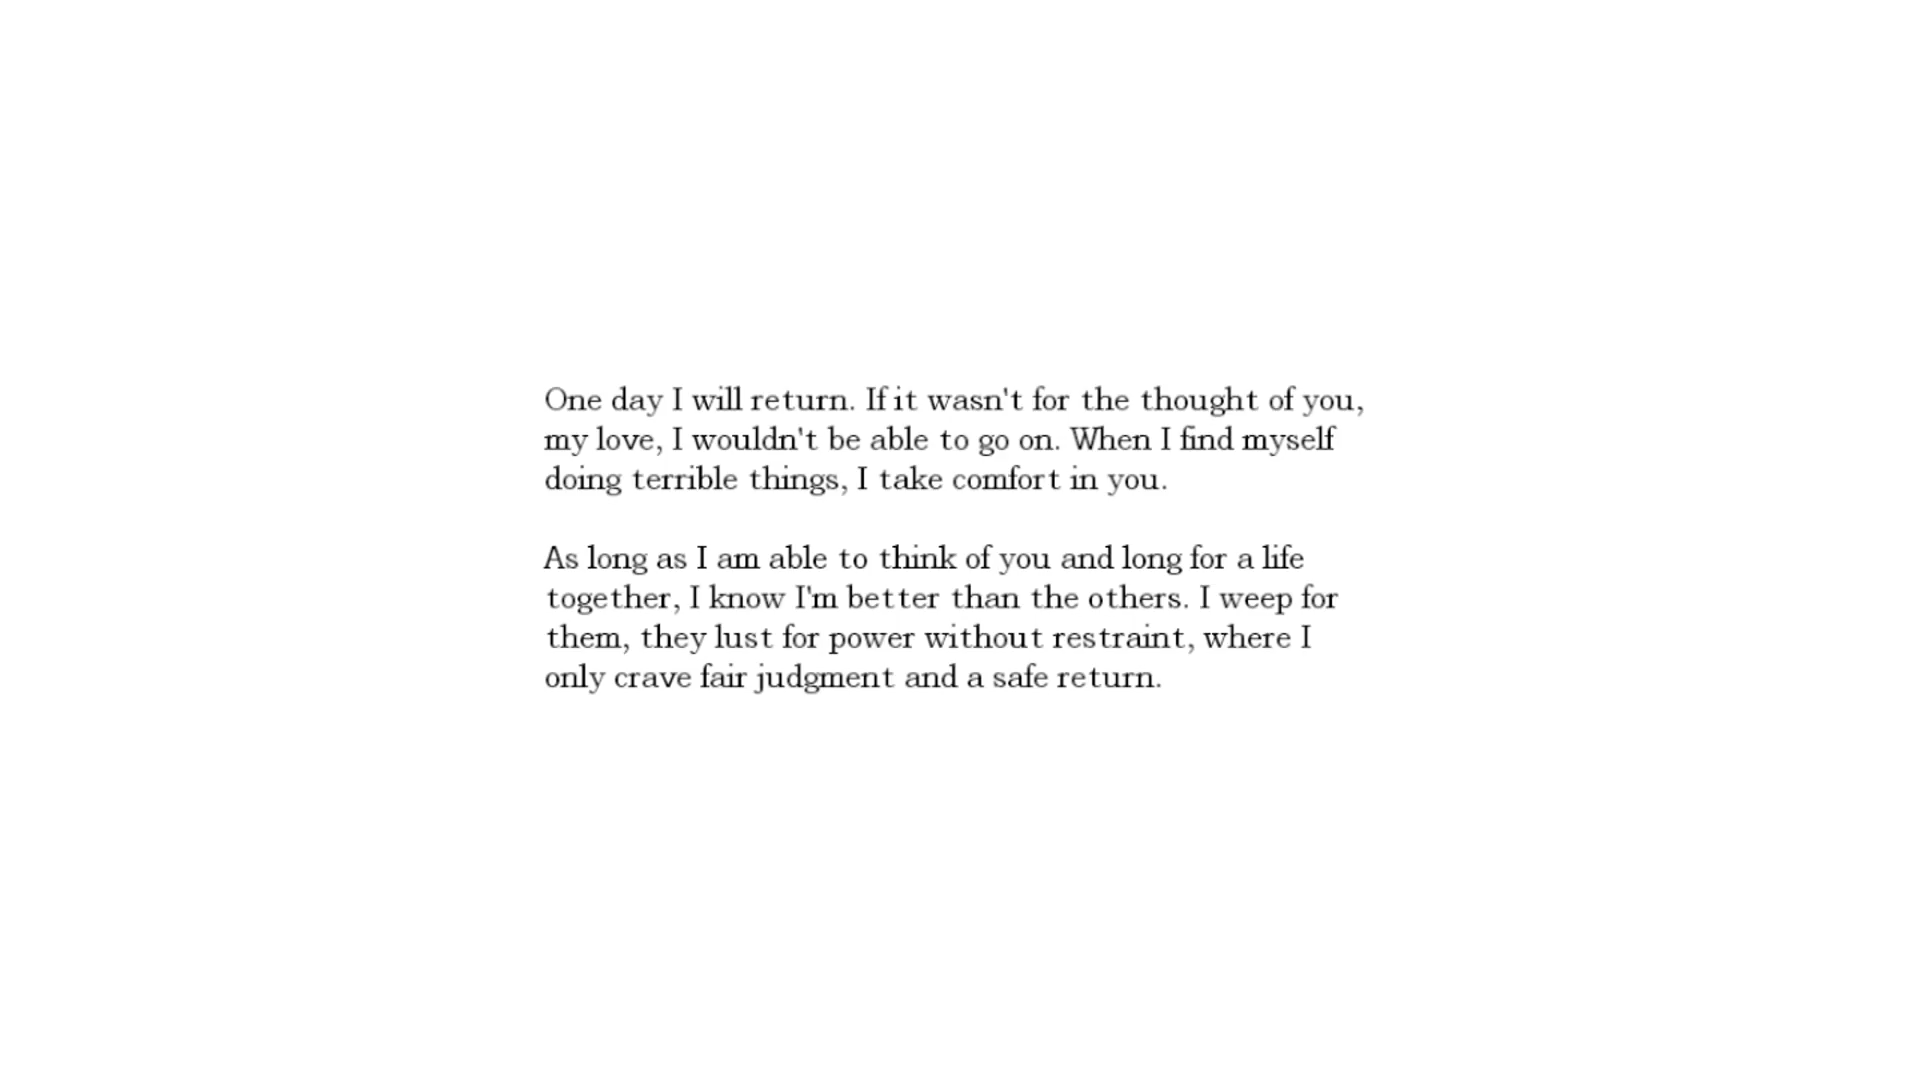 One day I will return. If it wasn't for the thought of you,
my love, I wouldn't be able to go on. When I find myself
doing terrible things, I take comfort in you.
As long as I am able to think of you and long for a life
together, I know I'm better than the others. I weep for
them, they lust for power without restraint, where I
only crave fair judgment and a safe return.